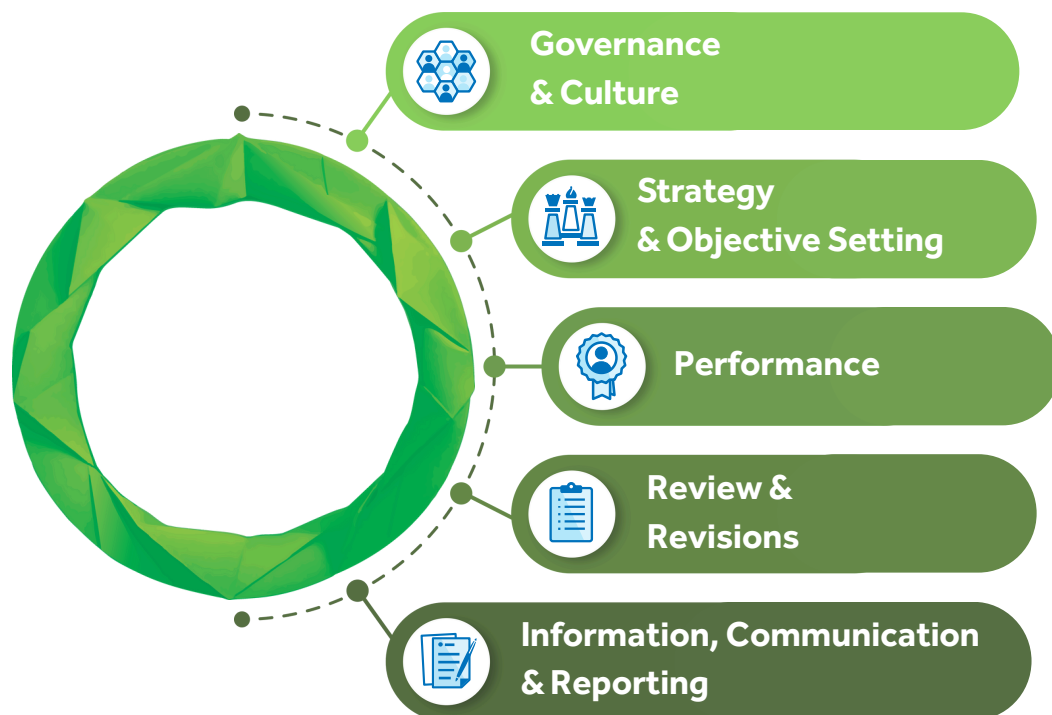 Governance
& Culture
Strategy
& Objective Setting
Performance
Review &
Revisions
Information, Communication
& Reporting